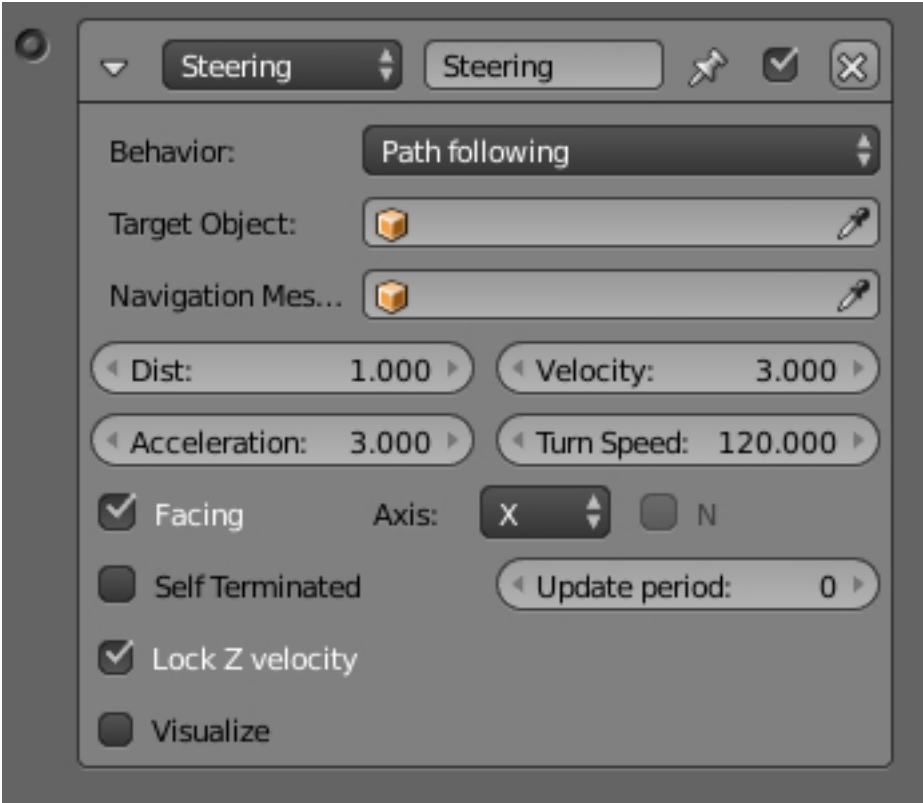 Steering Steering
Behavior: Path following
Target Object:
Navigation Mes...
Dist: 1.000 Velocity: 3.000
Acceleration: 3.000 Turn Speed: 120.000
Facing Axis: X N
Self Terminated Update period: 0
Lock Z velocity
Visualize